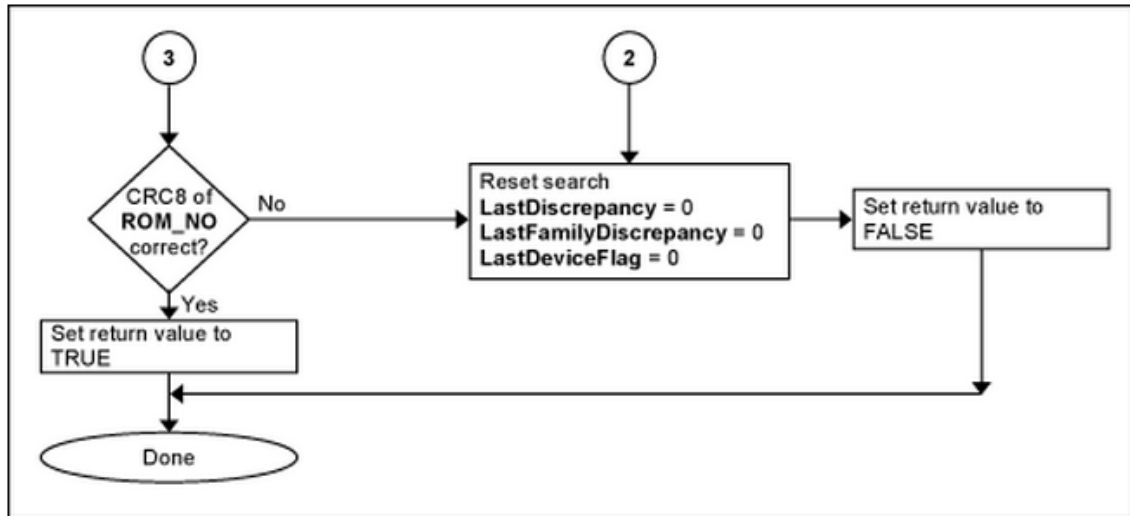 3
2
CRC8 of
ROM_NO
correct?
No
Reset search
LastDiscrepancy = 0
LastFamilyDiscrepancy = 0
LastDeviceFlag = 0
Set return value to
FALSE
Yes
Set return value to
TRUE
Done